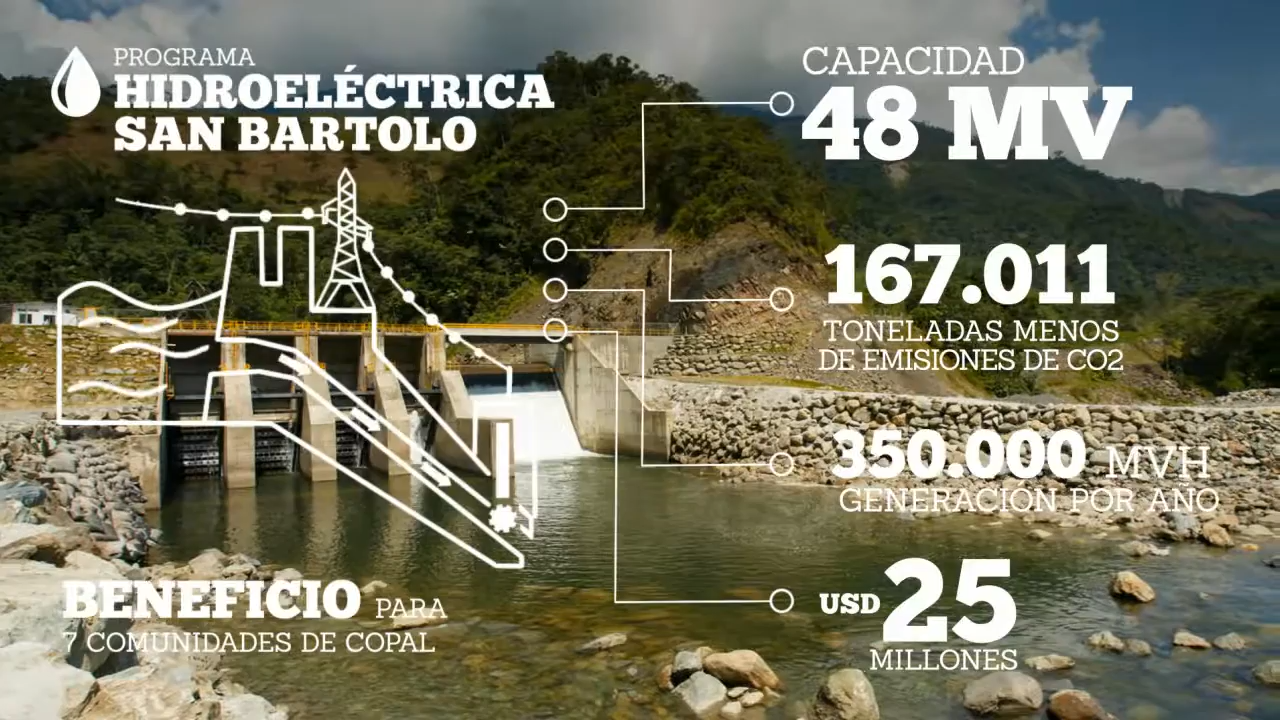 PROGRAMA
HIDROELÉCTRICA
SAN BARTOLO
CAPACIDAD
48 MV
167.011
TONELADAS MENOS
DE EMISIONES DE CO2
350.000 MVH
GENERACIÓN POR AÑO
USD 25
MILLONES
BENEFICIO PARA
7 COMUNIDADES DE COPAL